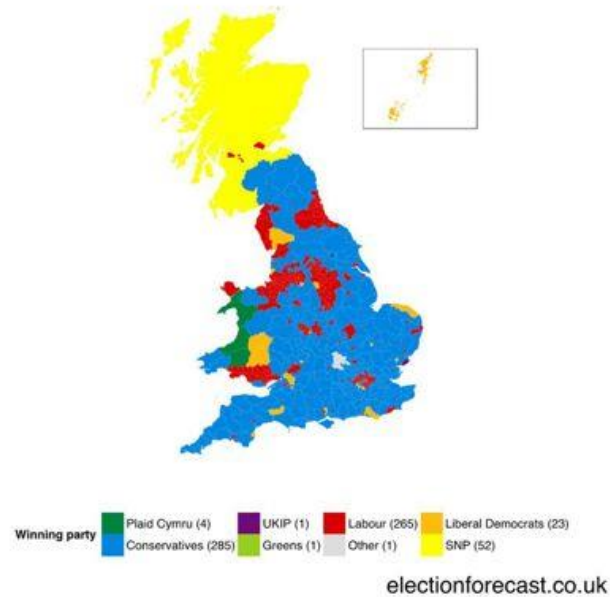 Winning party
Plaid Cymru (4) UKIP (1) Labour (265) Liberal Democrats (23)
Conservatives (285) Greens (1) Other (1) SNP (52)
electionforecast.co.uk